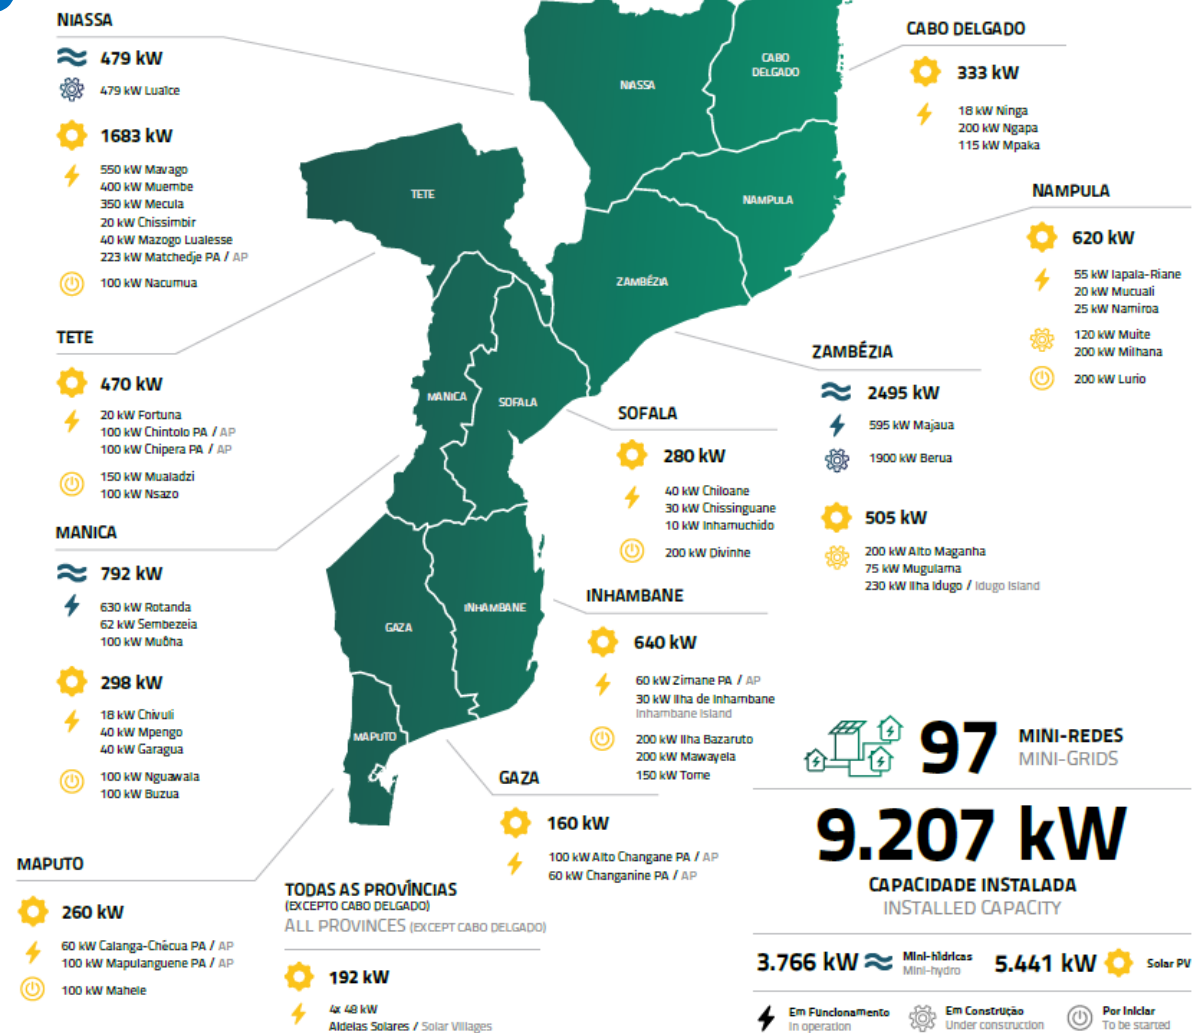 NIASSA
479 kW
479 kW Lualce
1683 kW
550 kW Mavago
400 kW Muembe
350 kW Mecula
20 kW Chissimbir
40 kW Mazogo Lualesse
223 kW Matchedje PA / AP
100 kW Nacumua
TETE
470 kW
20 kW Fortuna
100 kW Chintolo PA / AP
100 kW Chipera PA / AP
150 kW Mualadzi
100 kW Nsazo
MANICA
792 kW
630 kW Rotanda
62 kW Sembezeia
100 kW Muôha
298 kW
18 kW Chivuli
40 kW Mpengo
40 kW Garagua
100 kW Nguawala
100 kW Buzua
MAPUTO
260 kW
60 kW Calanga-Chècua PA / AP
100 kW Mapulanguene PA / AP
100 kW Mahele
NIASSA
CABO
DELGADO
TETE
NAMPULA
ZAMBÉZIA
MANICA
SOFALA
GAZA
INHAMBANE
MAPUTO
CABO DELGADO
333 kW
18 kW Ninga
200 kW Ngapa
115 kW Mpaka
NAMPULA
620 kW
55 kW Iapala-Riane
20 kW Mucuali
25 kW Namiroa
120 kW Muite
200 kW Milhana
200 kW Lurio
ZAMBÉZIA
2495 kW
595 kW Majaua
1900 kW Berua
505 kW
200 kW Alto Maganha
75 kW Mugulama
230 kW Ilha Idugo / Idugo Island
SOFALA
280 kW
40 kW Chiloane
30 kW Chissinguane
10 kW Inhamuchido
200 kW Divinhe
INHAMBANE
640 kW
60 kW Zimane PA / AP
30 kW Ilha de Inhambane
Inhambane Island
200 kW Ilha Bazaruto
200 kW Mawayela
150 kW Tome
GAZA
160 kW
100 kW Alto Changane PA / AP
60 kW Changanine PA / AP
TODAS AS PROVÍNCIAS
(EXCEPTO CABO DELGADO)
ALL PROVINCES (EXCEPT CABO DELGADO)
192 kW
4x 48 kW
Aldeias Solares / Solar Villages
97 MINI-REDES
MINI-GRIDS
9.207 kW
CAPACIDADE INSTALADA
INSTALLED CAPACITY
3.766 kW Mini-hídricas
Mini-hydro
5.441 kW Solar PV
Em Funcionamento
In operation
Em Construção
Under construction
Por Iniciar
To be started